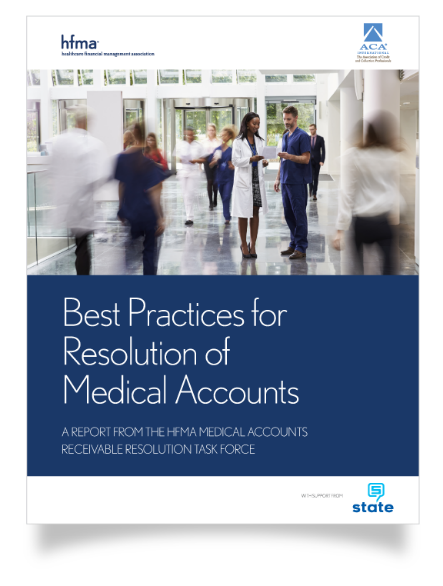 hfma
healthcare financial management association
ACA
INTERNATIONAL
The Association of Credit
and Collection Professionals
Best Practices for
Resolution of
Medical Accounts
A REPORT FROM THE HFMA MEDICAL ACCOUNTS
RECEIVABLE RESOLUTION TASK FORCE
WITH SUPPORT FROM
state